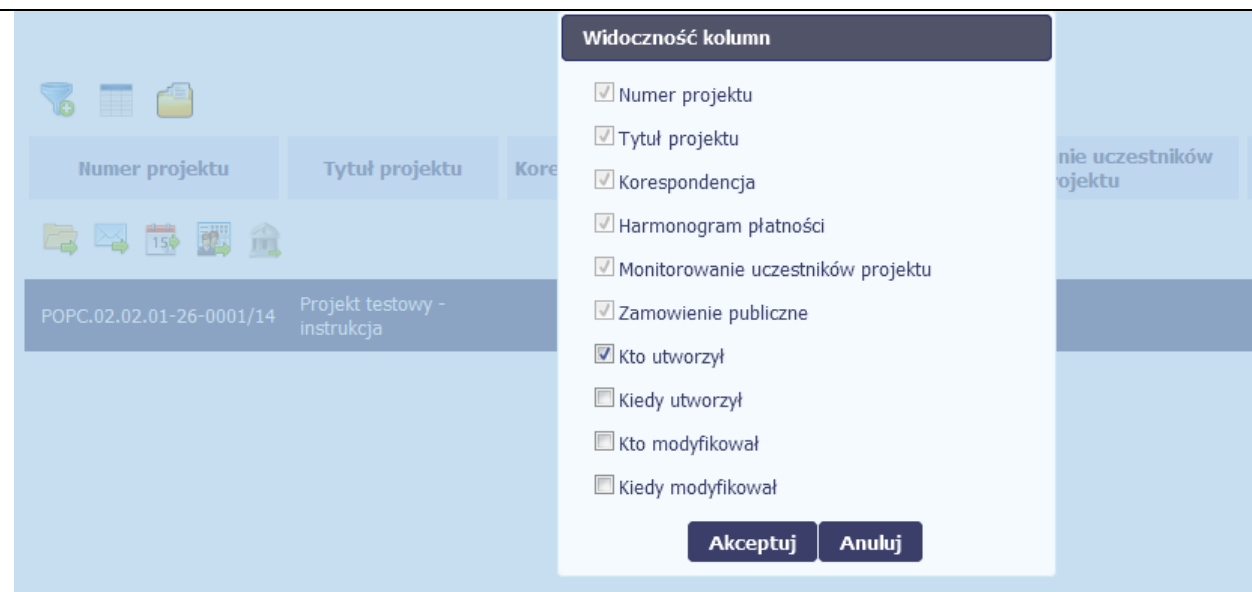 Widoczność kolumn
Numer projektu
Tytuł projektu
Korespondencja
Harmonogram płatności
Monitorowanie uczestników projektu
Zamowienie publiczne
Kto utworzył
Kiedy utworzył
Kto modyfikował
Kiedy modyfikował
Akceptuj Anuluj
Numer projektu Tytuł projektu Kore nie uczestników
ojektu
15
POPC.02.02.01-26-0001/14 Projekt testowy -
instrukcja